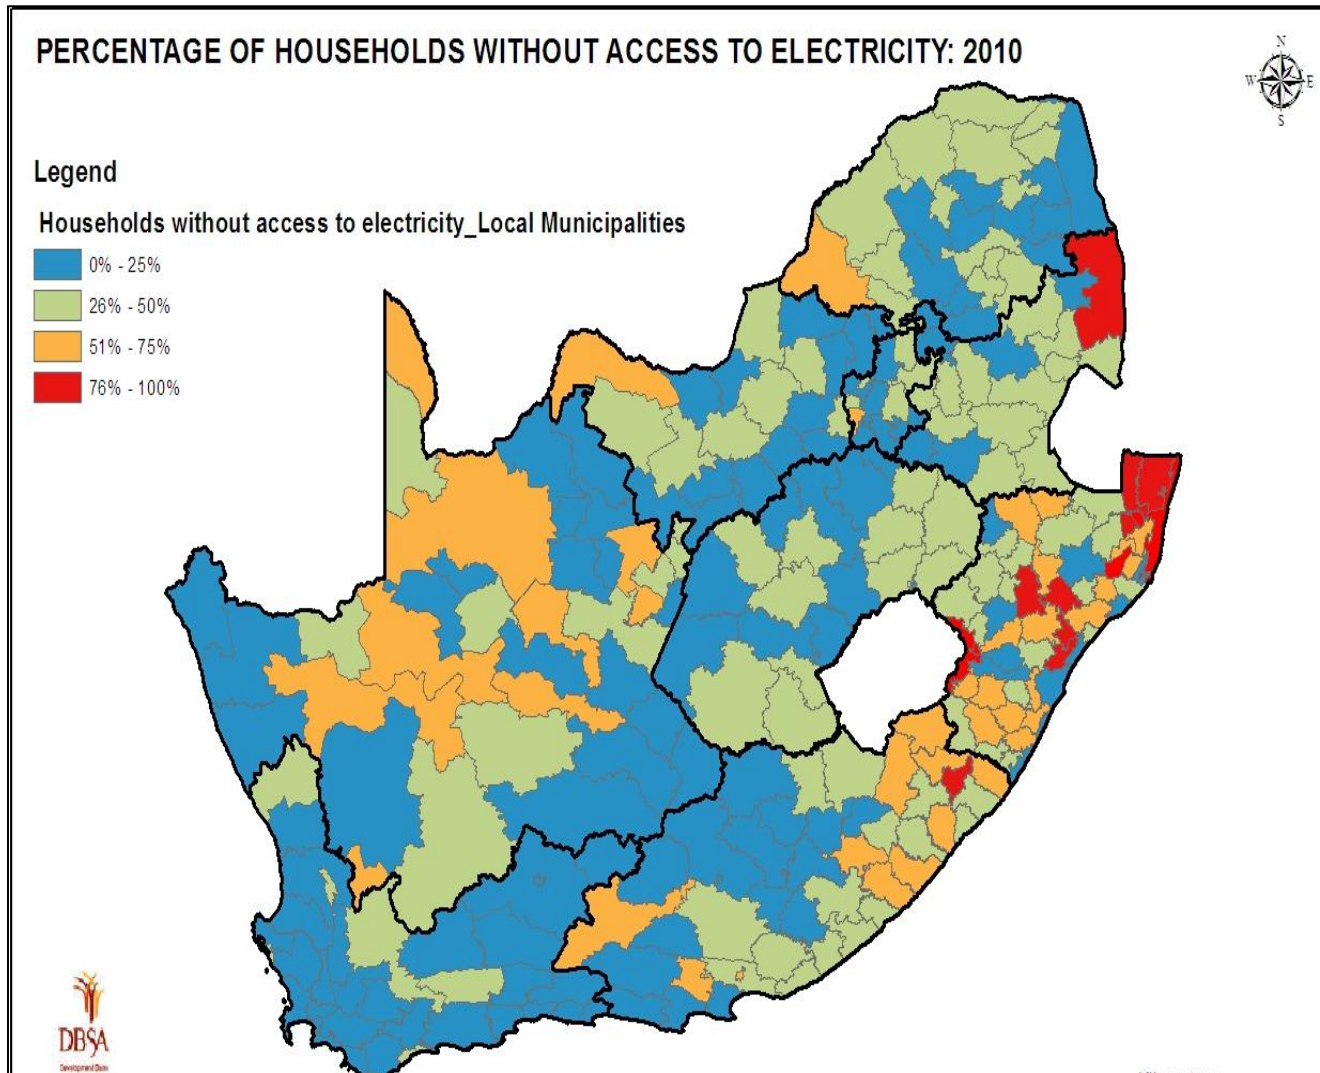 PERCENTAGE OF HOUSEHOLDS WITHOUT ACCESS TO ELECTRICITY: 2010
N
W E
S
Legend
Households without access to electricity_Local Municipalities
0% - 25%
26% - 50%
51% - 75%
76% - 100%
DBSA